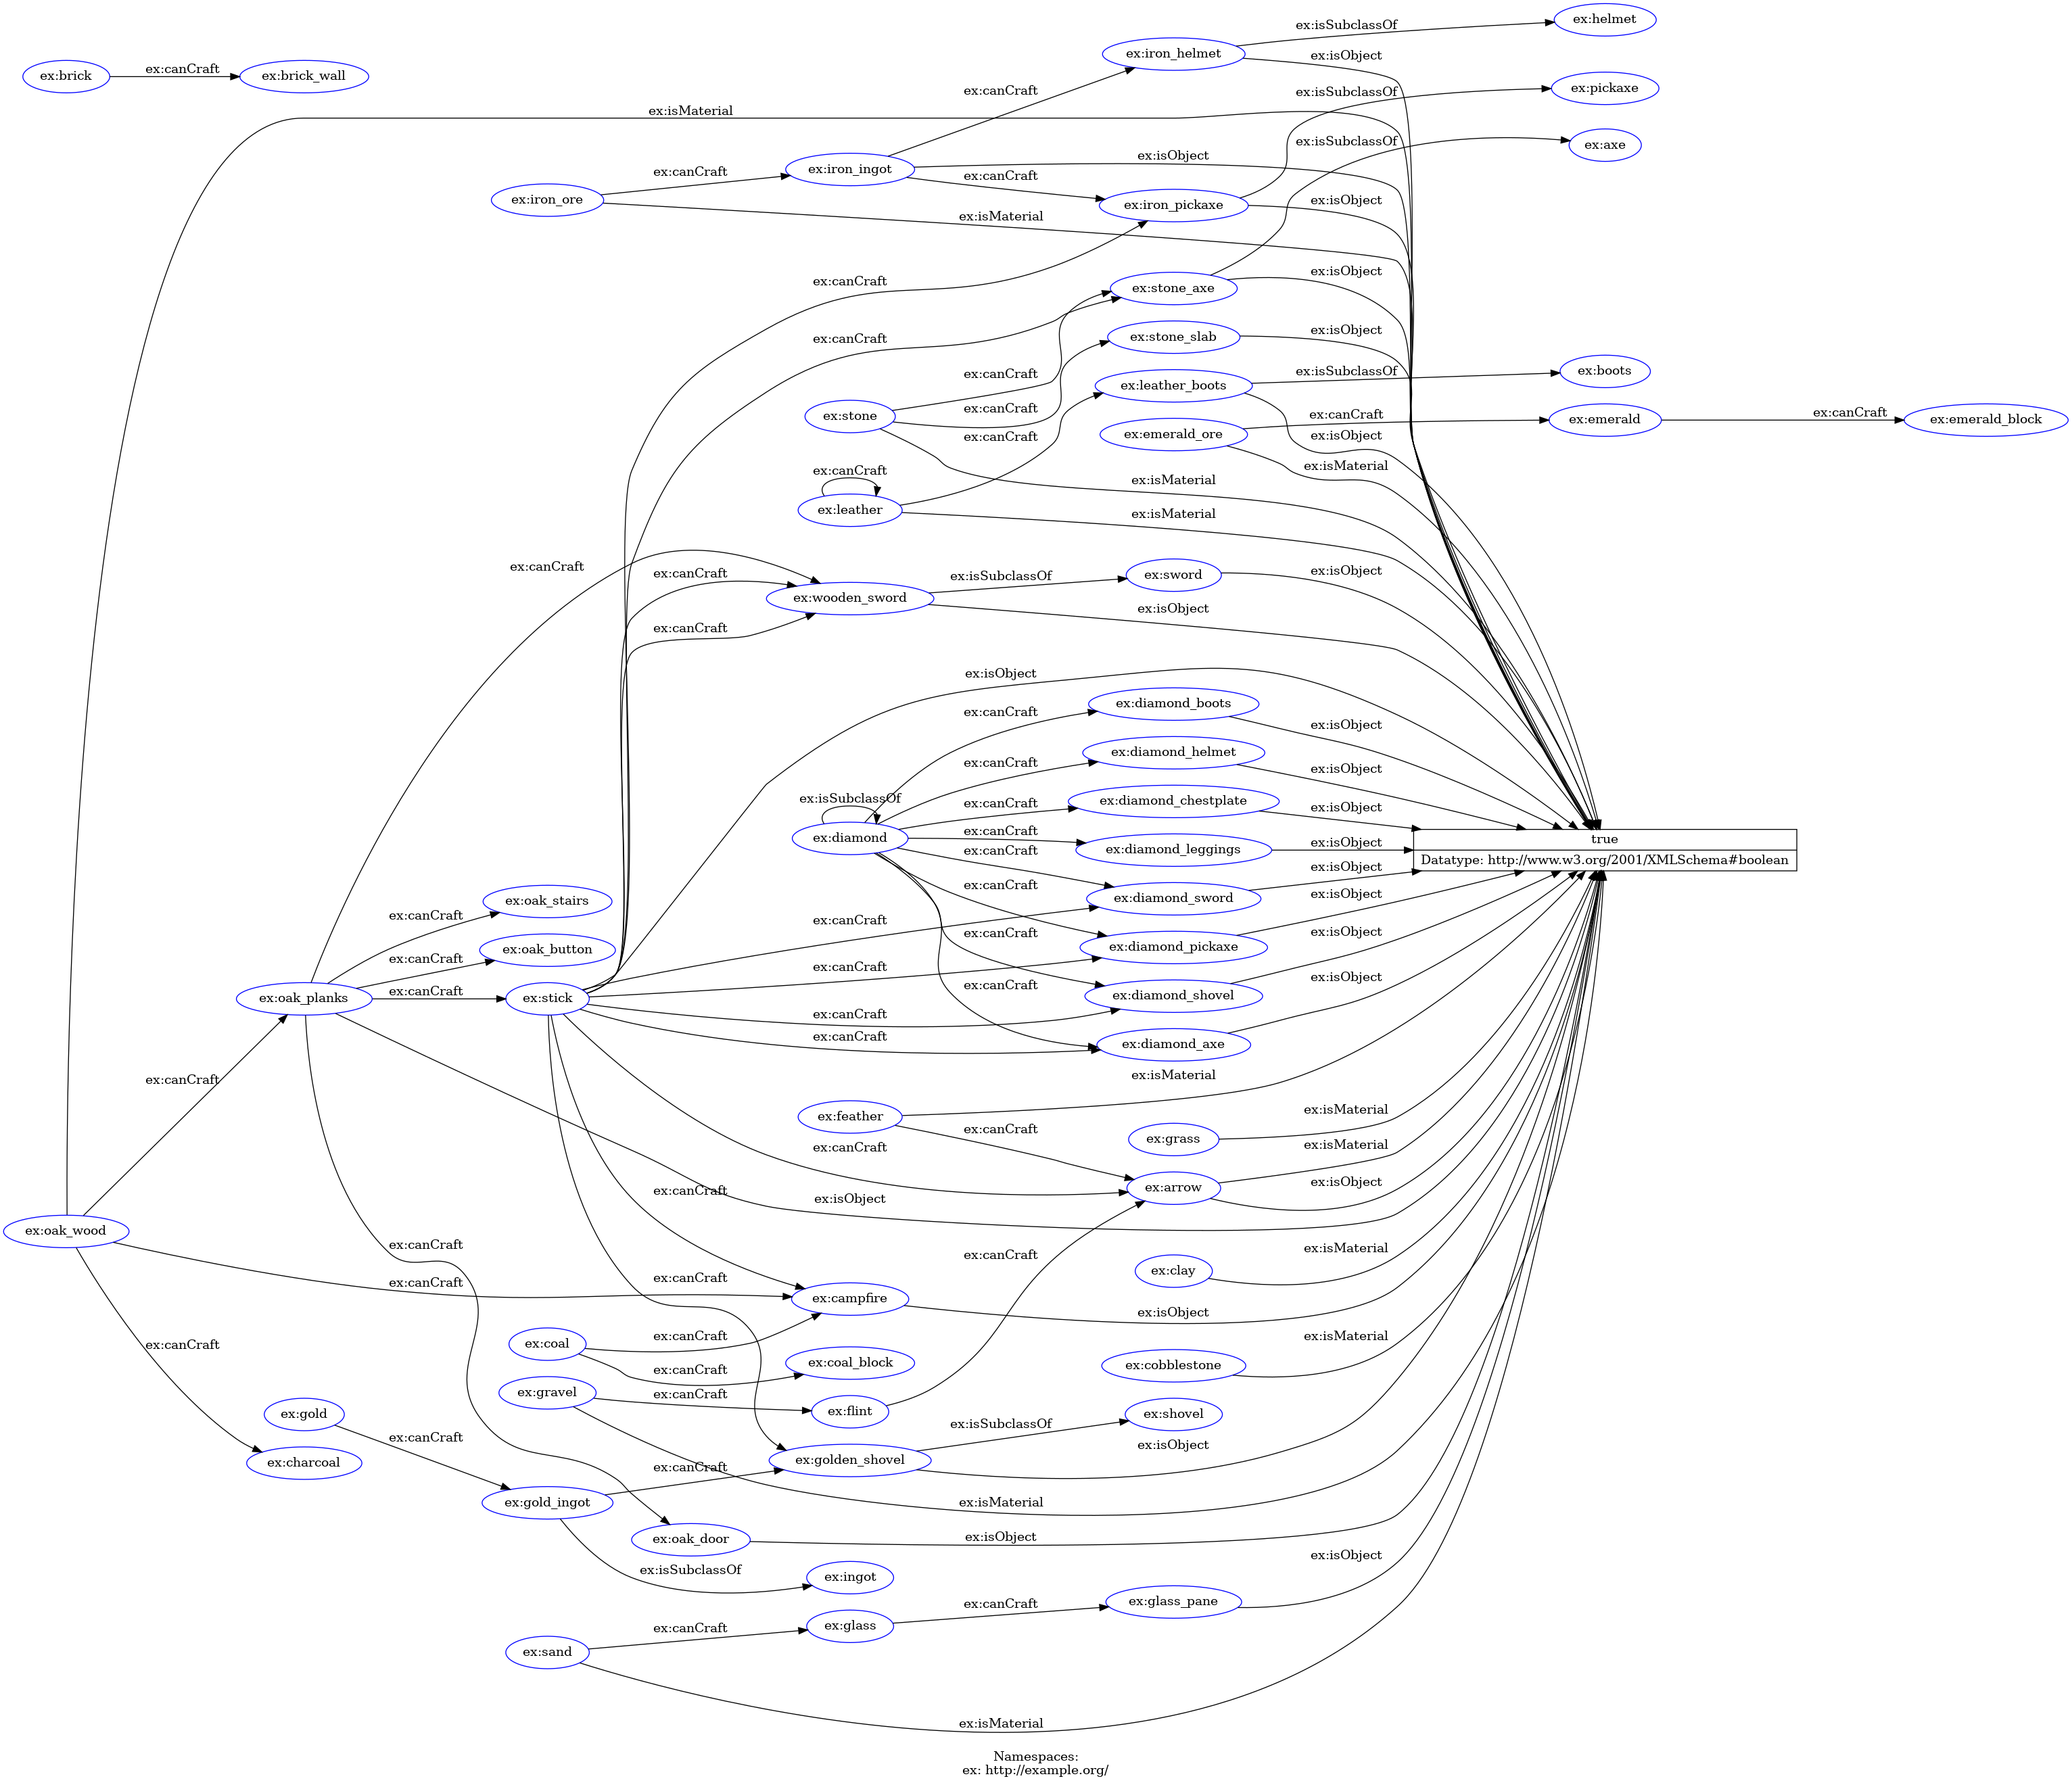 ex:helmet
ex:isSubclassOf
ex:iron_helmet
ex:isObject
ex:brick
ex:canCraft
ex:brick_wall
ex:canCraft
ex:isSubclassOf
ex:pickaxe
ex:isMaterial
ex:isSubclassOf
ex:axe
ex:isObject
ex:iron_ingot
ex:canCraft
ex:canCraft
ex:iron_ore
ex:iron_pickaxe
ex:isObject
ex:isMaterial
ex:canCraft
ex:isObject
ex:stone_axe
ex:canCraft
ex:stone_slab
ex:isObject
ex:canCraft
ex:leather_boots
ex:isSubclassOf
ex:boots
ex:stone
ex:canCraft
ex:canCraft
ex:emerald
ex:canCraft
ex:emerald_block
ex:canCraft
ex:emerald_ore
ex:isObject
ex:canCraft
ex:isMaterial
ex:isMaterial
ex:leather
ex:isMaterial
ex:canCraft
ex:canCraft
ex:isSubclassOf
ex:sword
ex:isObject
ex:wooden_sword
ex:isObject
ex:canCraft
ex:isObject
ex:canCraft
ex:diamond_boots
ex:isObject
ex:canCraft
ex:diamond_helmet
ex:isObject
ex:isSubclassOf
ex:canCraft
ex:diamond_chestplate
ex:isObject
ex:diamond
ex:canCraft
ex:diamond_leggings
ex:isObject
true
Datatype: http://www.w3.org/2001/XMLSchema#boolean
ex:canCraft
ex:isObject
ex:oak_stairs
ex:canCraft
ex:diamond_sword
ex:isObject
ex:canCraft
ex:canCraft
ex:oak_button
ex:canCraft
ex:diamond_pickaxe
ex:isObject
ex:canCraft
ex:canCraft
ex:isObject
ex:oak_planks
ex:canCraft
ex:stick
ex:canCraft
ex:diamond_shovel
ex:canCraft
ex:canCraft
ex:diamond_axe
ex:canCraft
ex:isMaterial
ex:feather
ex:canCraft
ex:grass
ex:isMaterial
ex:canCraft
ex:isMaterial
ex:canCraft
ex:arrow
ex:isObject
ex:isObject
ex:oak_wood
ex:canCraft
ex:canCraft
ex:isMaterial
ex:canCraft
ex:canCraft
ex:clay
ex:campfire
ex:isObject
ex:canCraft
ex:coal
ex:canCraft
ex:isMaterial
ex:canCraft
ex:coal_block
ex:cobblestone
ex:gravel
ex:canCraft
ex:flint
ex:gold
ex:isSubclassOf
ex:shovel
ex:canCraft
ex:isObject
ex:charcoal
ex:canCraft
ex:golden_shovel
ex:gold_ingot
ex:isMaterial
ex:oak_door
ex:isObject
ex:isObject
ex:isSubclassOf
ex:ingot
ex:canCraft
ex:glass_pane
ex:canCraft
ex:glass
ex:sand
ex:isMaterial
Namespaces:
ex: http://example.org/